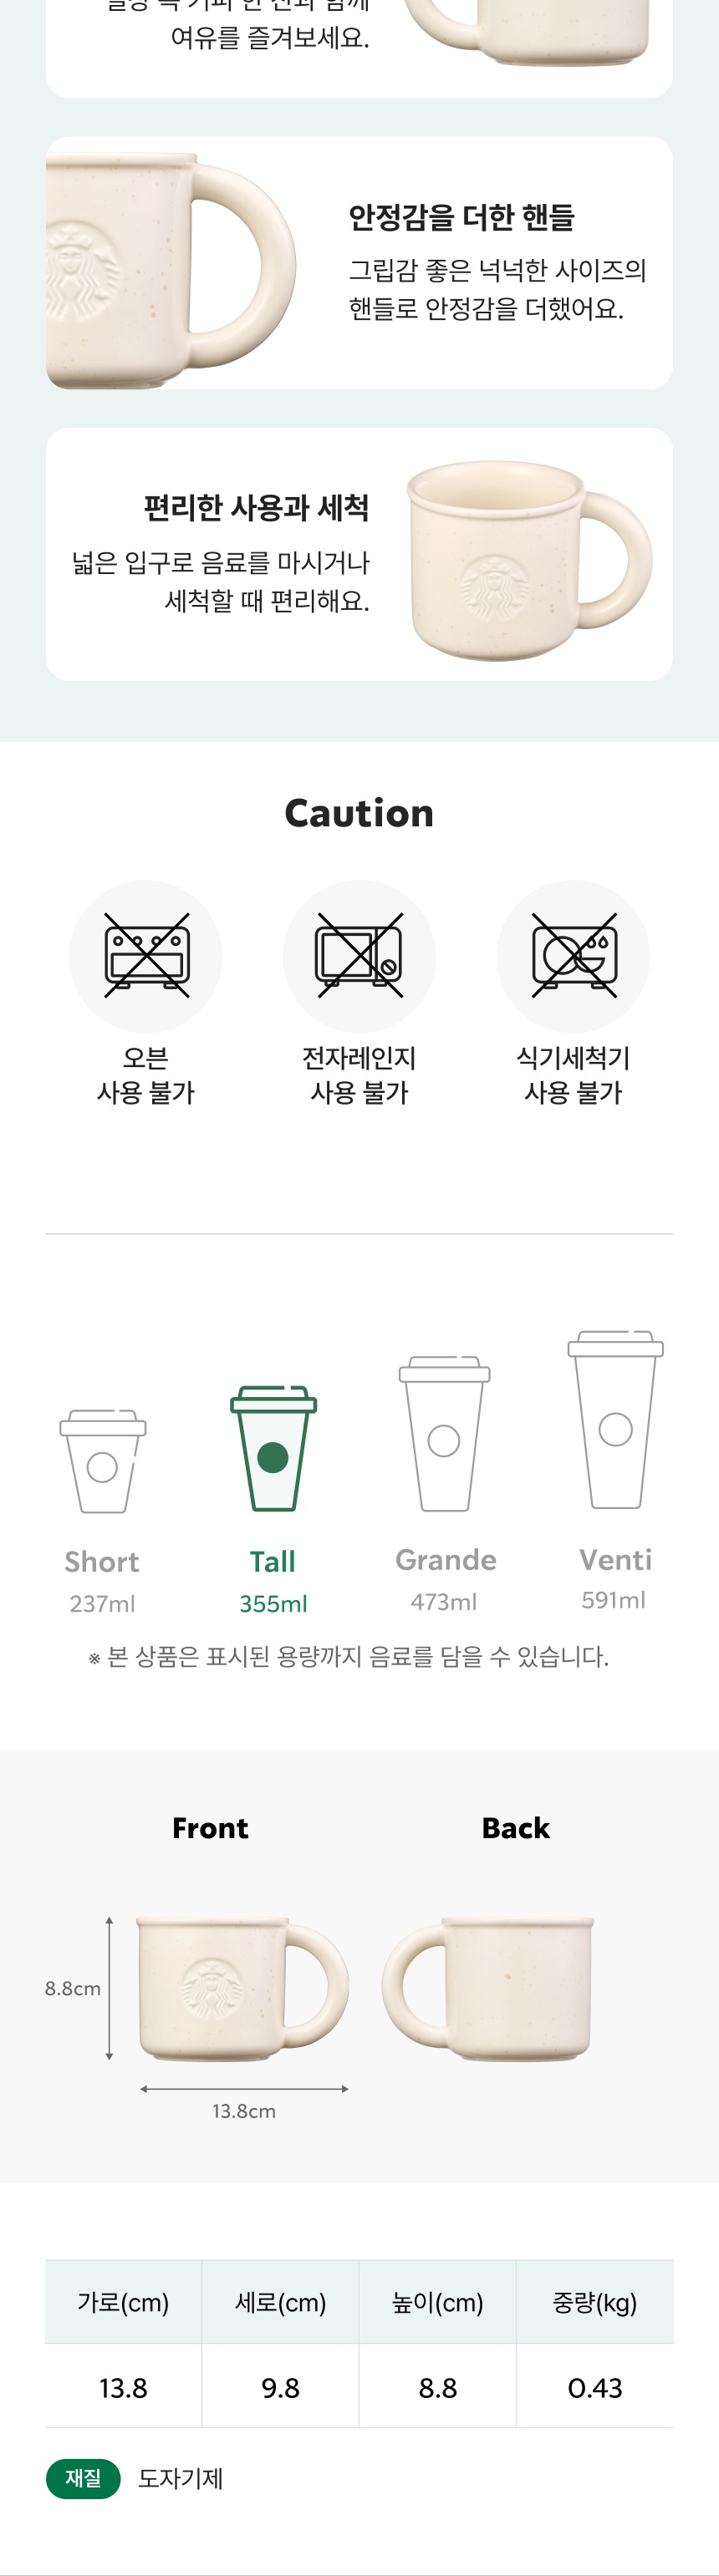 여유를 즐겨보세요.
안정감을 더한 핸들
그립감 좋은 넉넉한 사이즈의
핸들로 안정감을 더했어요.
편리한 사용과 세척
넓은 입구로 음료를 마시거나
세척할 때 편리해요.
Caution
오븐
사용 불가
전자레인지
사용 불가
식기세척기
사용 불가
Short
237ml
Tall
355ml
Grande
473ml
Venti
591ml
※ 본 상품은 표시된 용량까지 음료를 담을 수 있습니다.
Front
Back
8.8cm
13.8cm
가로(cm) 세로(cm) 높이(cm) 중량(kg)
13.8 9.8 8.8 0.43
재질 도자기제